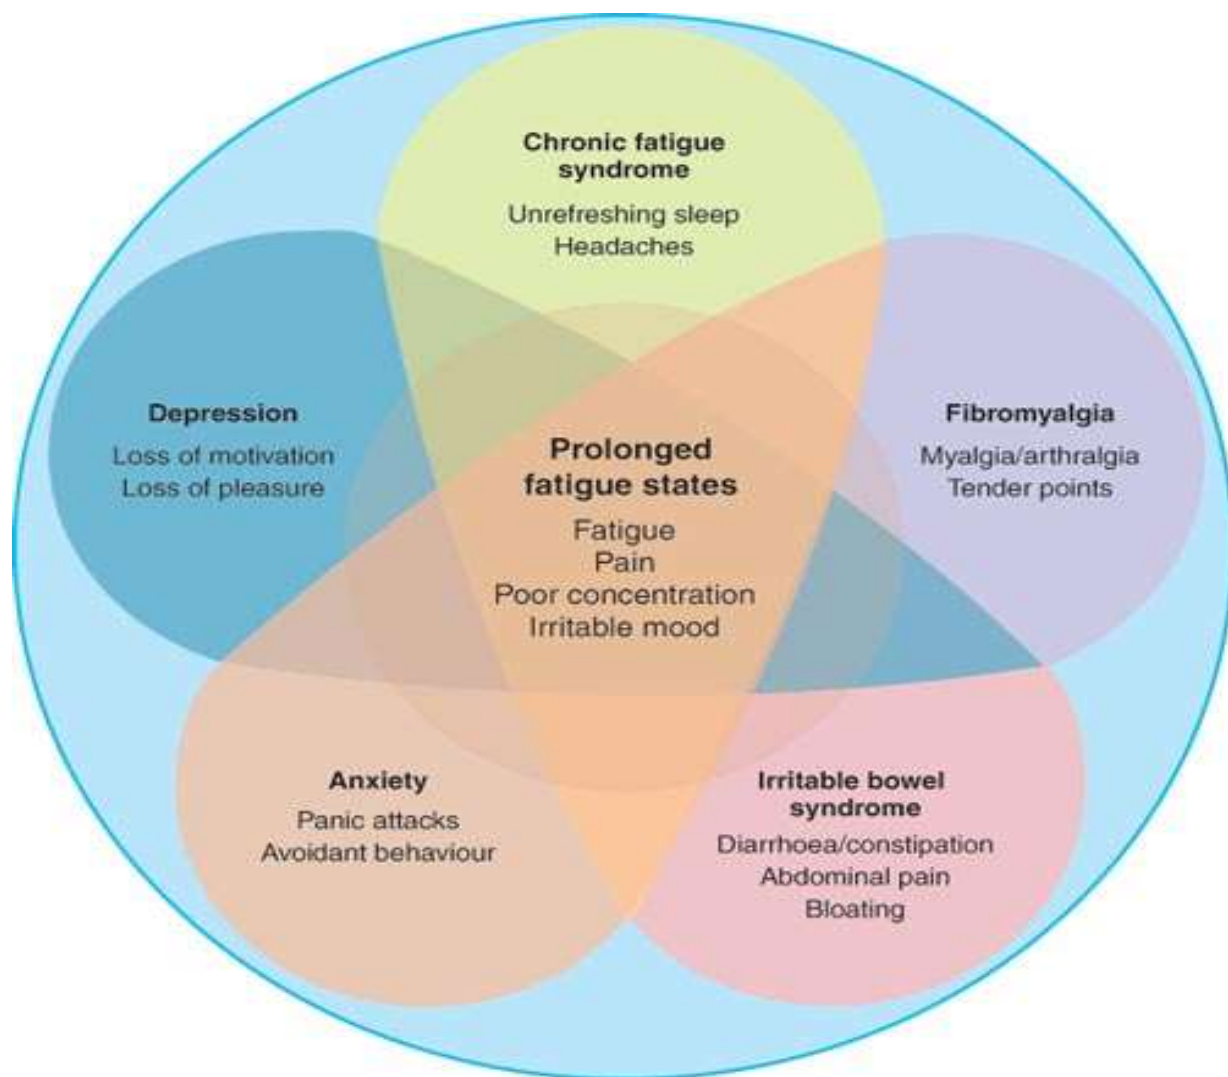 Chronic fatigue
syndrome
Unrefreshing sleep
Headaches
Depression
Loss of motivation
Loss of pleasure
Prolonged
fatigue states
Fatigue
Pain
Poor concentration
Irritable mood
Fibromyalgia
Myalgia/arthralgia
Tender points
Anxiety
Panic attacks
Avoidant behaviour
Irritable bowel
syndrome
Diarrhoea/constipation
Abdominal pain
Bloating